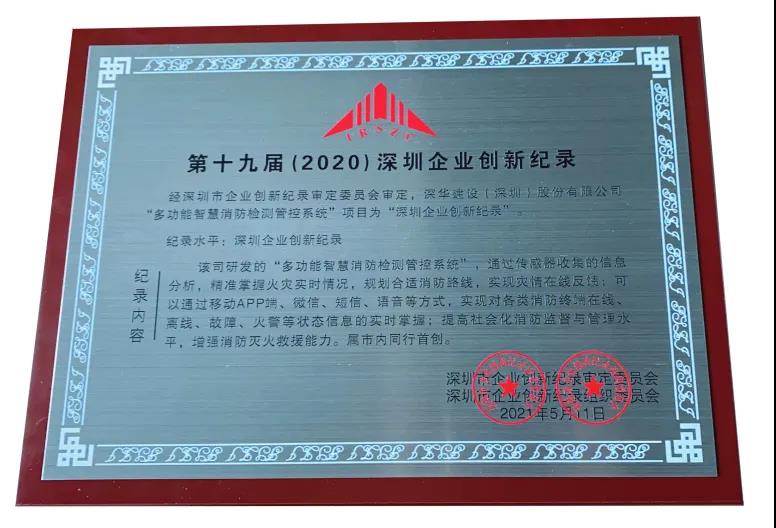 IRSZC
第十九届(2020)深圳企业创新纪录
经深圳市企业创新纪录审定委员会审定，深华建设（深圳）股份有限公司
“多功能智慧消防检测管控系统”项目为“深圳企业创新纪录”。
纪录水平：深圳企业创新纪录
纪录内容
该司研发的“多功能智慧消防检测管控系统”，通过传感器收集的信息
分析，精准掌握火灾实时情况，规划合适消防路线，实现灾情在线反馈；可
以通过移动APP端、微信、短信、语音等方式，实现对各类消防终端在线、
离线、故障、火警等状态信息的实时掌握；提高社会化消防监督与管理水
平，增强消防灭火救援能力。属市内同行首创。
深圳市企业创新纪录审定委员会
深圳市企业创新纪录组织委员会
2021年5月11日